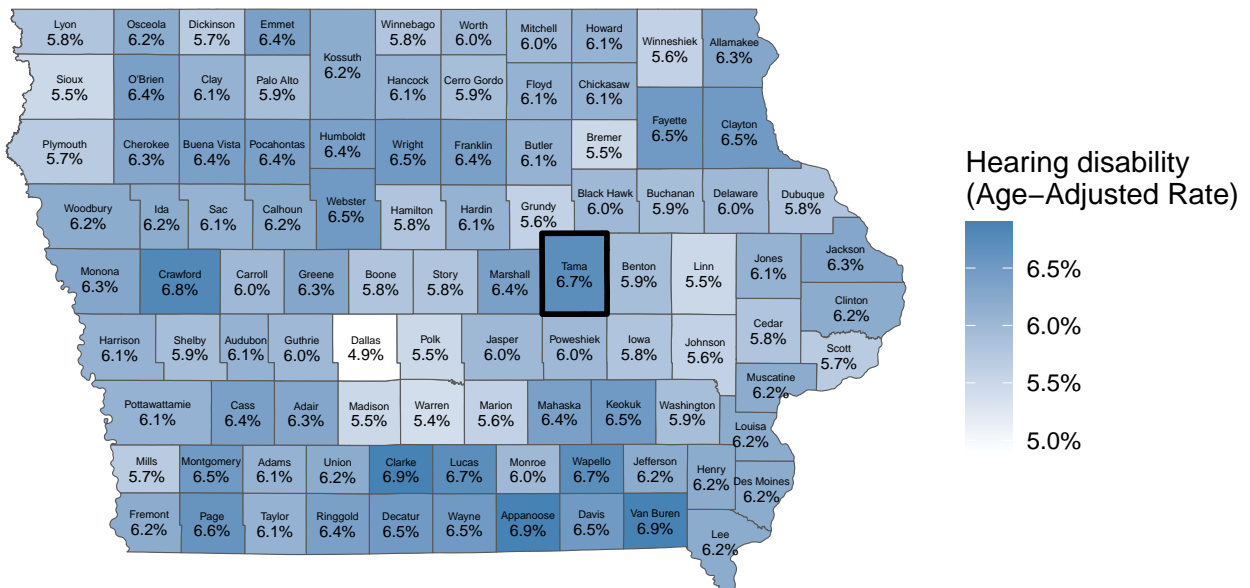 Lyon
5.8%
Osceola
6.2%
Dickinson
5.7%
Emmet
6.4%
Kossuth
6.2%
Winnebago
5.8%
Worth
6.0%
Mitchell
6.0%
Howard
6.1%
Winneshiek
5.6%
Allamakee
6.3%
Sioux
5.5%
O'Brien
6.4%
Clay
6.1%
Palo Alto
5.9%
Hancock
6.1%
Cerro Gordo
5.9%
Floyd
6.1%
Chickasaw
6.1%
Fayette
6.5%
Clayton
6.5%
Plymouth
5.7%
Cherokee
6.3%
Buena Vista
6.4%
Pocahontas
6.4%
Humboldt
6.4%
Wright
6.5%
Franklin
6.4%
Butler
6.1%
Bremer
5.5%
Woodbury
6.2%
Ida
6.2%
Sac
6.1%
Calhoun
6.2%
Webster
6.5%
Hamilton
5.8%
Hardin
6.1%
Grundy
5.6%
Black Hawk
6.0%
Buchanan
5.9%
Delaware
6.0%
Dubuque
5.8%
Monona
6.3%
Crawford
6.8%
Carroll
6.0%
Greene
6.3%
Boone
5.8%
Story
5.8%
Marshall
6.4%
Tama
6.7%
Benton
5.9%
Linn
5.5%
Jones
6.1%
Jackson
6.3%
Clinton
6.2%
Harrison
6.1%
Shelby
5.9%
Audubon
6.1%
Guthrie
6.0%
Dallas
4.9%
Polk
5.5%
Jasper
6.0%
Poweshiek
6.0%
Iowa
5.8%
Johnson
5.6%
Cedar
5.8%
Scott
5.7%
Muscatine
6.2%
Pottawattamie
6.1%
Cass
6.4%
Adair
6.3%
Madison
5.5%
Warren
5.4%
Marion
5.6%
Mahaska
6.4%
Keokuk
6.5%
Washington
5.9%
Louisa
6.2%
Mills
5.7%
Montgomery
6.5%
Adams
6.1%
Union
6.2%
Clarke
6.9%
Lucas
6.7%
Monroe
6.0%
Wapello
6.7%
Jefferson
6.2%
Henry
6.2%
Des Moines
6.2%
Fremont
6.2%
Page
6.6%
Taylor
6.1%
Ringgold
6.4%
Decatur
6.5%
Wayne
6.5%
Appanoose
6.9%
Davis
6.5%
Van Buren
6.9%
Lee
6.2%
Hearing disability
(Age−Adjusted Rate)
6.5%
6.0%
5.5%
5.0%